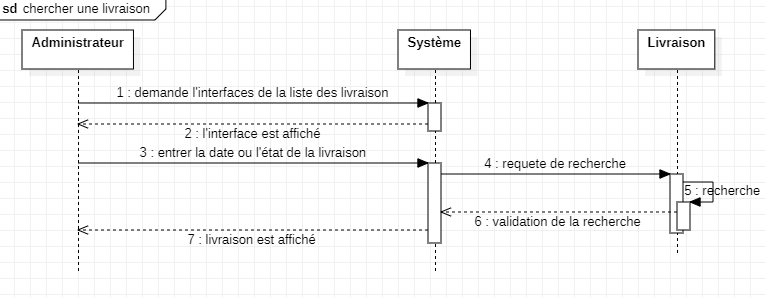 sd chercher une livraison
Administrateur
Système
Livraison
1 : demande l'interfaces de la liste des livraison
2 : l'interface est affiché
3 : entrer la date ou l'état de la livraison
4 : requete de recherche
5 : recherche
6 : validation de la recherche
7 : livraison est affiché